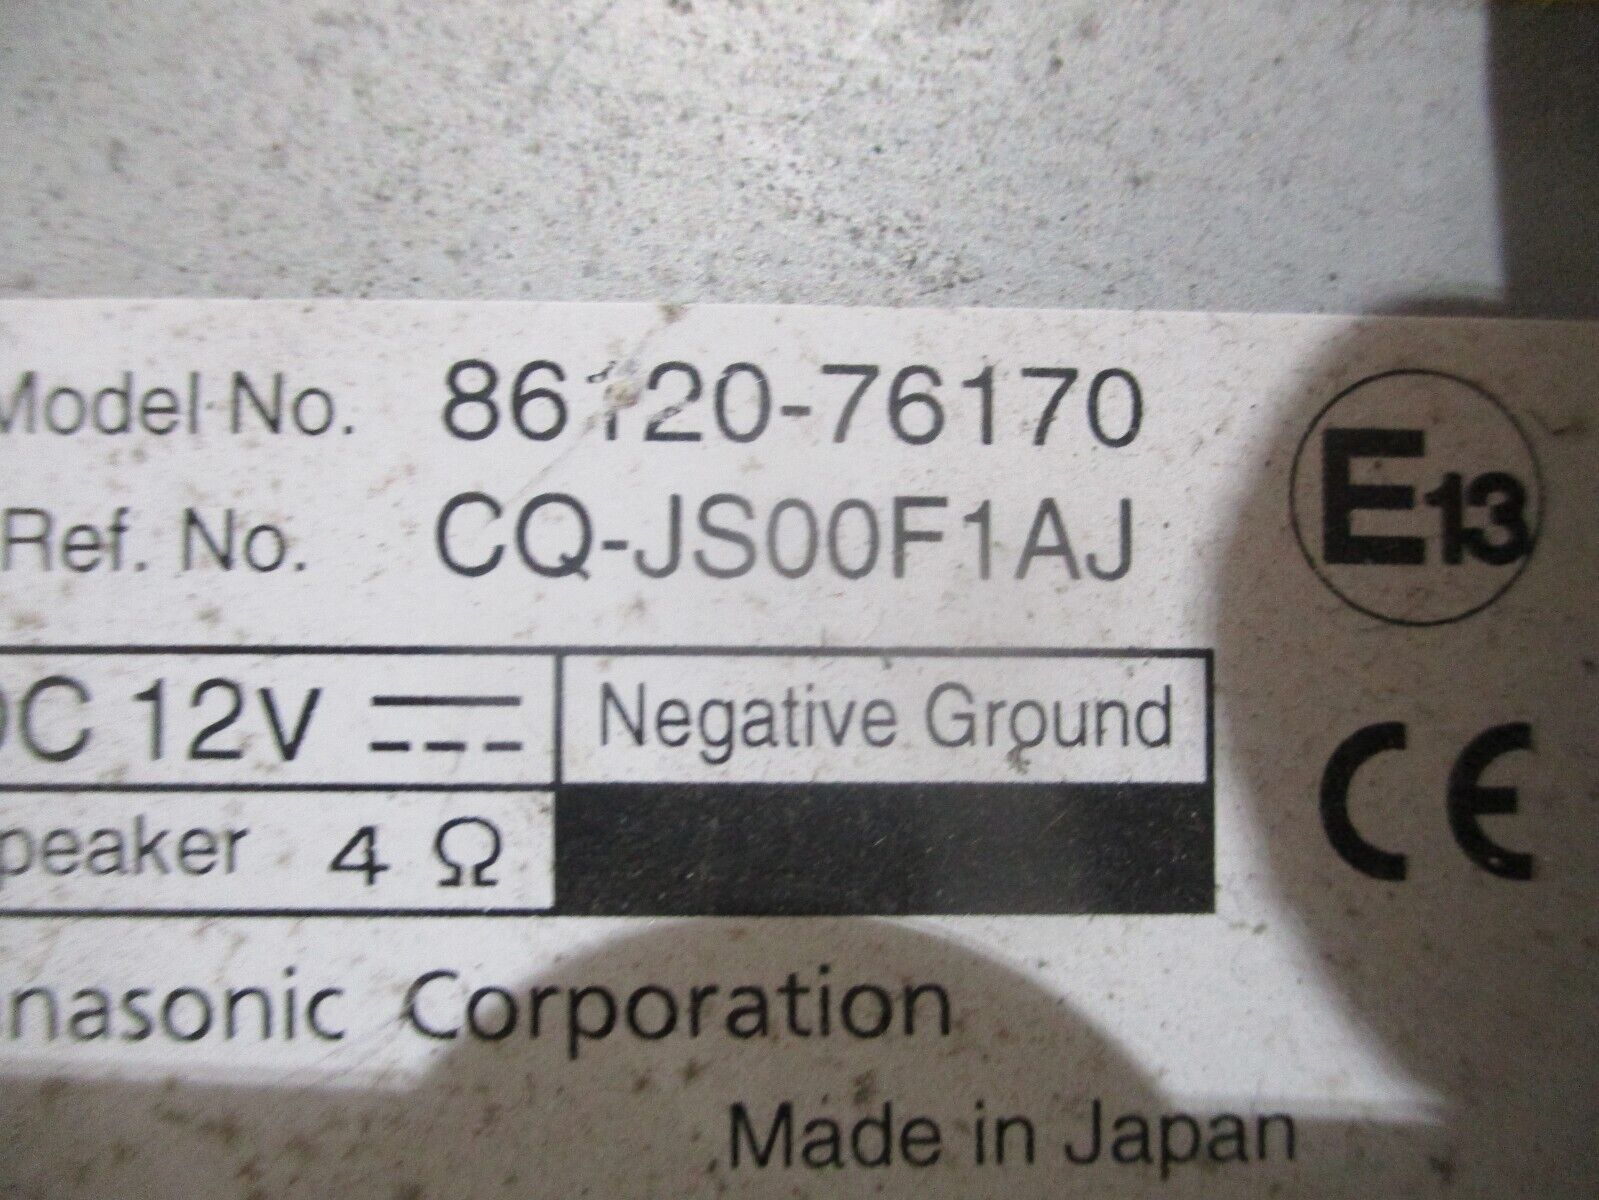 Model No. 86120-76170
Ref. No. CQ-JS00F1AJ
E13
DC 12V Negative Ground
CE
peaker 4 Ω
nasonic Corporation
Made in Japan